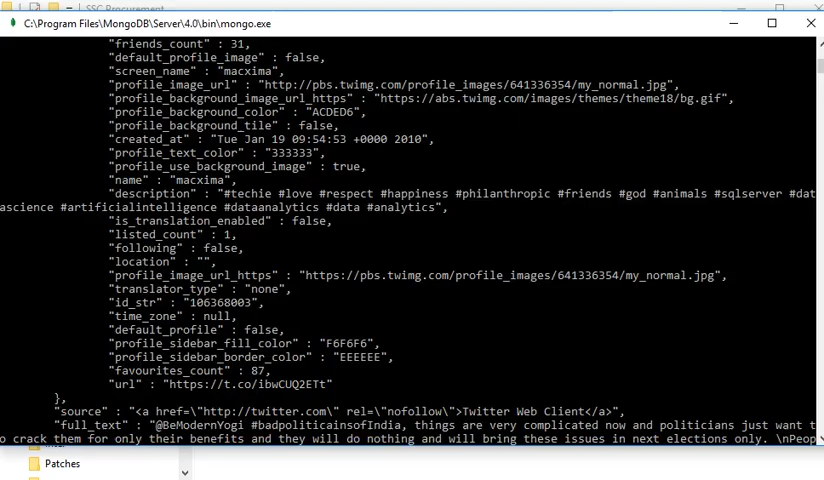 SSC Procurement
C:\Program Files\MongoDB\Server\4.0\bin\mongo.exe
"friends_count" : 31,
"default_profile_image" : false,
"screen_name" : "macxima",
"profile_image_url" : "http://pbs.twimg.com/profile_images/641336354/my_normal.jpg",
"profile_background_image_url_https" : "https://abs.twimg.com/images/themes/theme18/bg.gif",
"profile_background_color" : "ACDED6",
"profile_background_tile" : false,
"created_at" : "Tue Jan 19 09:54:53 +0000 2010",
"profile_text_color" : "333333",
"profile_use_background_image" : true,
"name" : "macxima",
"description" : "#techie #love #respect #happiness #philanthropic #friends #god #animals #sqlserver #dat
ascience #artificialintelligence #dataanalytics #data #analytics",
"is_translation_enabled" : false,
"listed_count" : 1,
"following" : false,
"location" : "",
"profile_image_url_https" : "https://pbs.twimg.com/profile_images/641336354/my_normal.jpg",
"translator_type" : "none",
"id_str" : "106368003",
"time_zone" : null,
"default_profile" : false,
"profile_sidebar_fill_color" : "F6F6F6",
"profile_sidebar_border_color" : "EEEEEE",
"favourites_count" : 87,
"url" : "https://t.co/ibwCUQ2ETt"
},
"source" : "<a href=\"http://twitter.com\" rel=\"nofollow\">Twitter Web Client</a>",
"full_text" : "@BeModernYogi #badpoliticainsofIndia, things are very complicated now and politicians just want t
o crack them for only their benefits and they will do nothing and will bring these issues in next elections only. \nPeop
Patches